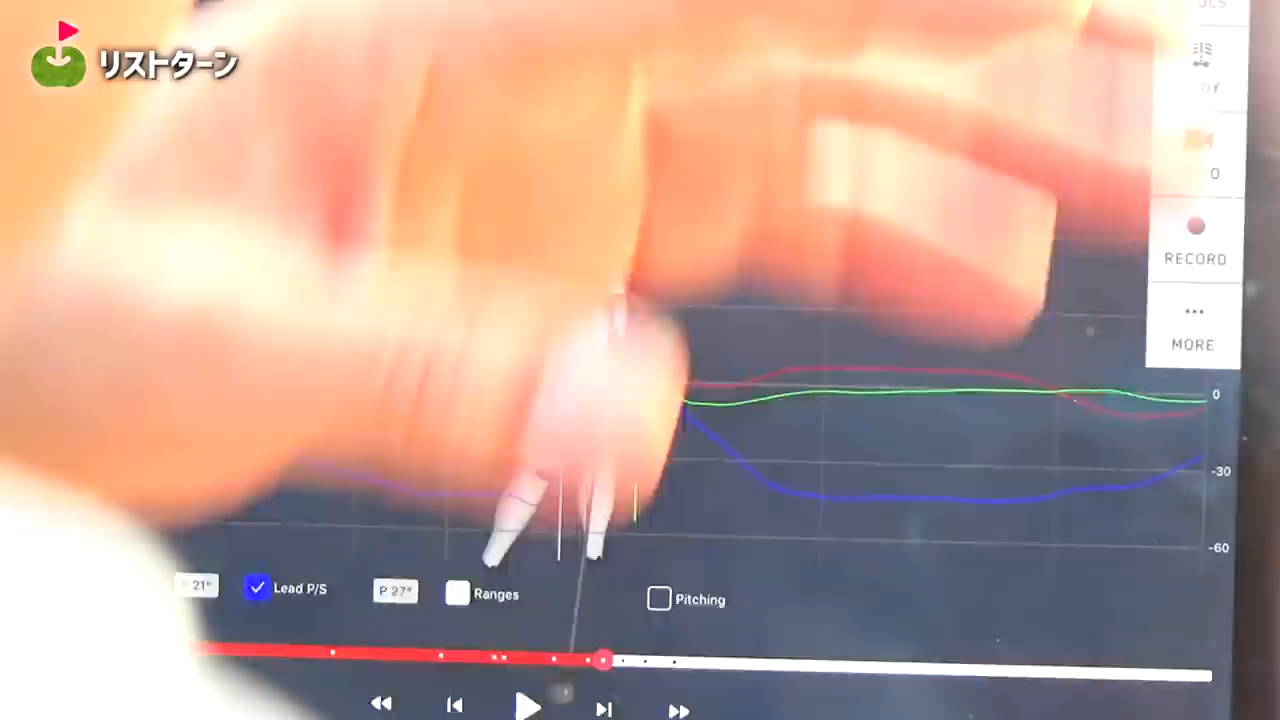 リストターン
RECORD
MORE
0
-30
-60
21°
Lead P/S
P 27°
Ranges
Pitching